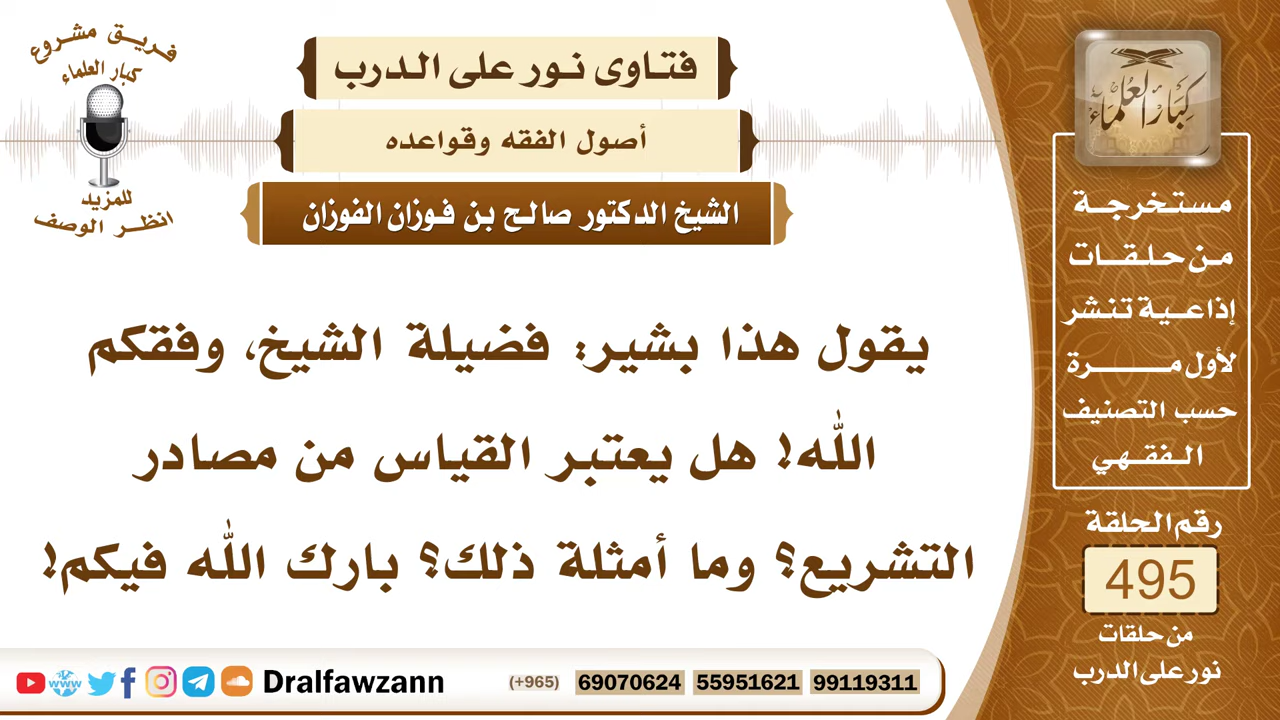 فريق مشروع
كبار العلماء
للمزيد
انظر الوصف
فتاوى نور على الدرب
أصول الفقه وقواعده
الشيخ الدكتور صالح بن فوزان الفوزان
يقول هذا بشير: فضيلة الشيخ، وفقكم
الله! هل يعتبر القياس من مصادر
التشريع؟ وما أمثلة ذلك؟ بارك الله فيكم!
كبار العلماء
مستخرجة
من حلقات
إذاعية تنشر
لأول مرة
حسب التصنيف
الفقهي
رقم الحلقة
495
من حلقات
نور على الدرب
www
Dralfawzann (+965) 69070624 55951621 99119311